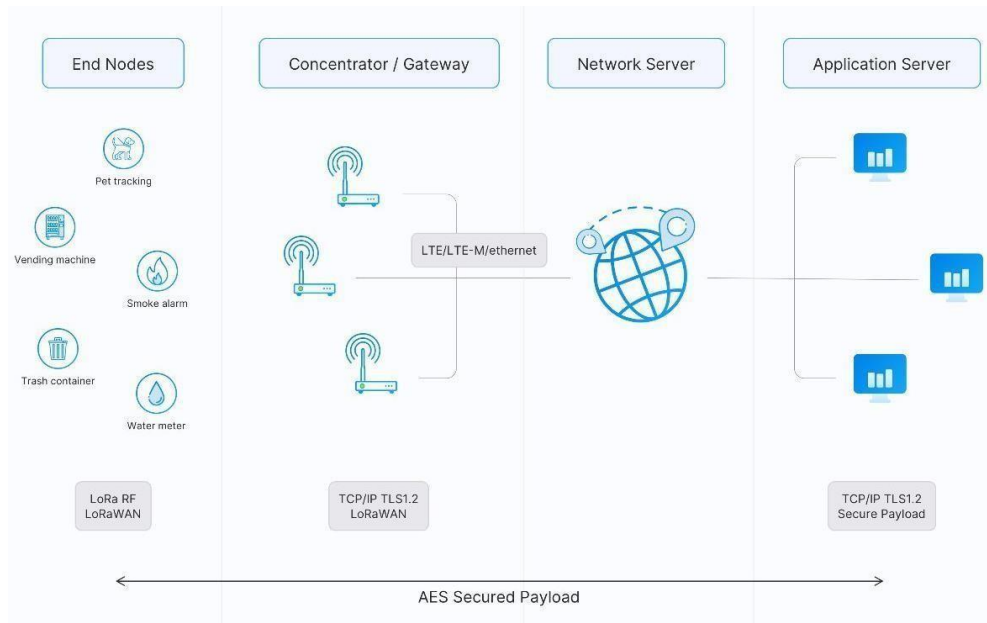 End Nodes
Concentrator / Gateway
Network Server
Application Server
Pet tracking
Vending machine
Smoke alarm
Trash container
Water meter
LTE/LTE-M/ethernet
LoRa RF
LoRaWAN
TCP/IP TLS1.2
LoRaWAN
TCP/IP TLS1.2
Secure Payload
AES Secured Payload